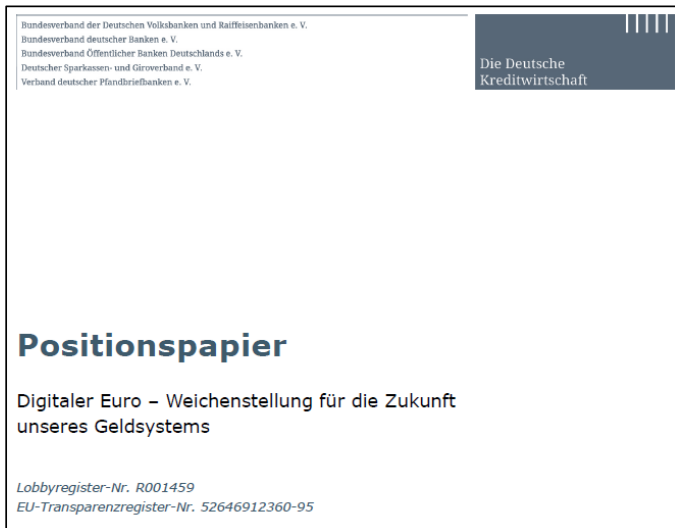 Bundesverband der Deutschen Volksbanken und Raiffeisenbanken e. V.
Bundesverband deutscher Banken e. V.
Bundesverband Öffentlicher Banken Deutschlands e. V.
Deutscher Sparkassen- und Giroverband e. V.
Verband deutscher Pfandbriefbanken e. V.
Die Deutsche
Kreditwirtschaft
Positionspapier
Digitaler Euro – Weichenstellung für die Zukunft
unseres Geldsystems
Lobbyregister-Nr. R001459
EU-Transparenzregister-Nr. 52646912360-95